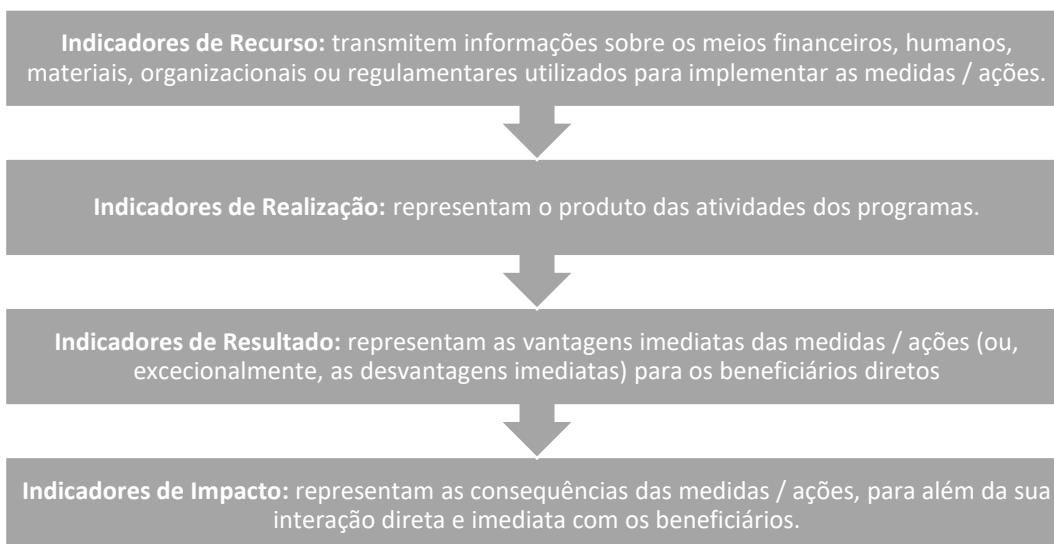 Indicadores de Recurso: transmitem informações sobre os meios financeiros, humanos,
materiais, organizacionais ou regulamentares utilizados para implementar as medidas / ações.
Indicadores de Realização: representam o produto das atividades dos programas.
Indicadores de Resultado: representam as vantagens imediatas das medidas / ações (ou,
excecionalmente, as desvantagens imediatas) para os beneficiários diretos
Indicadores de Impacto: representam as consequências das medidas / ações, para além da sua
interação direta e imediata com os beneficiários.